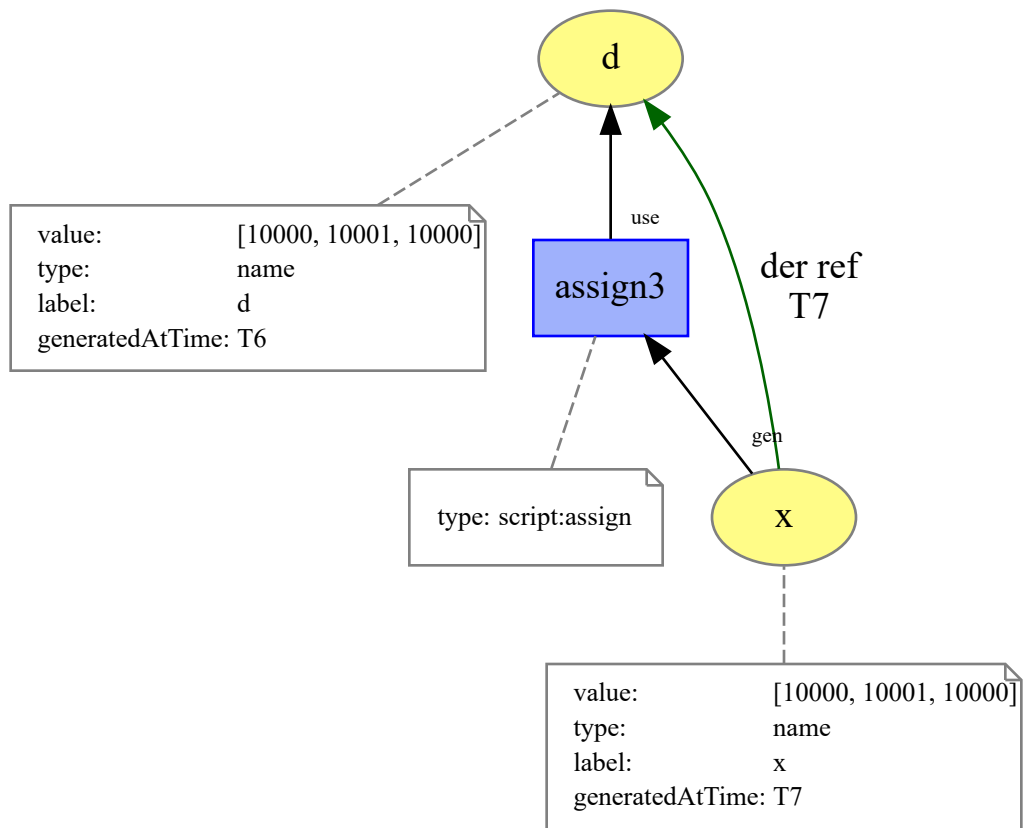 d
value: [10000, 10001, 10000]
type: name
label: d
generatedAtTime: T6
use
assign3
der ref
T7
gen
type: script:assign
x
value: [10000, 10001, 10000]
type: name
label: x
generatedAtTime: T7